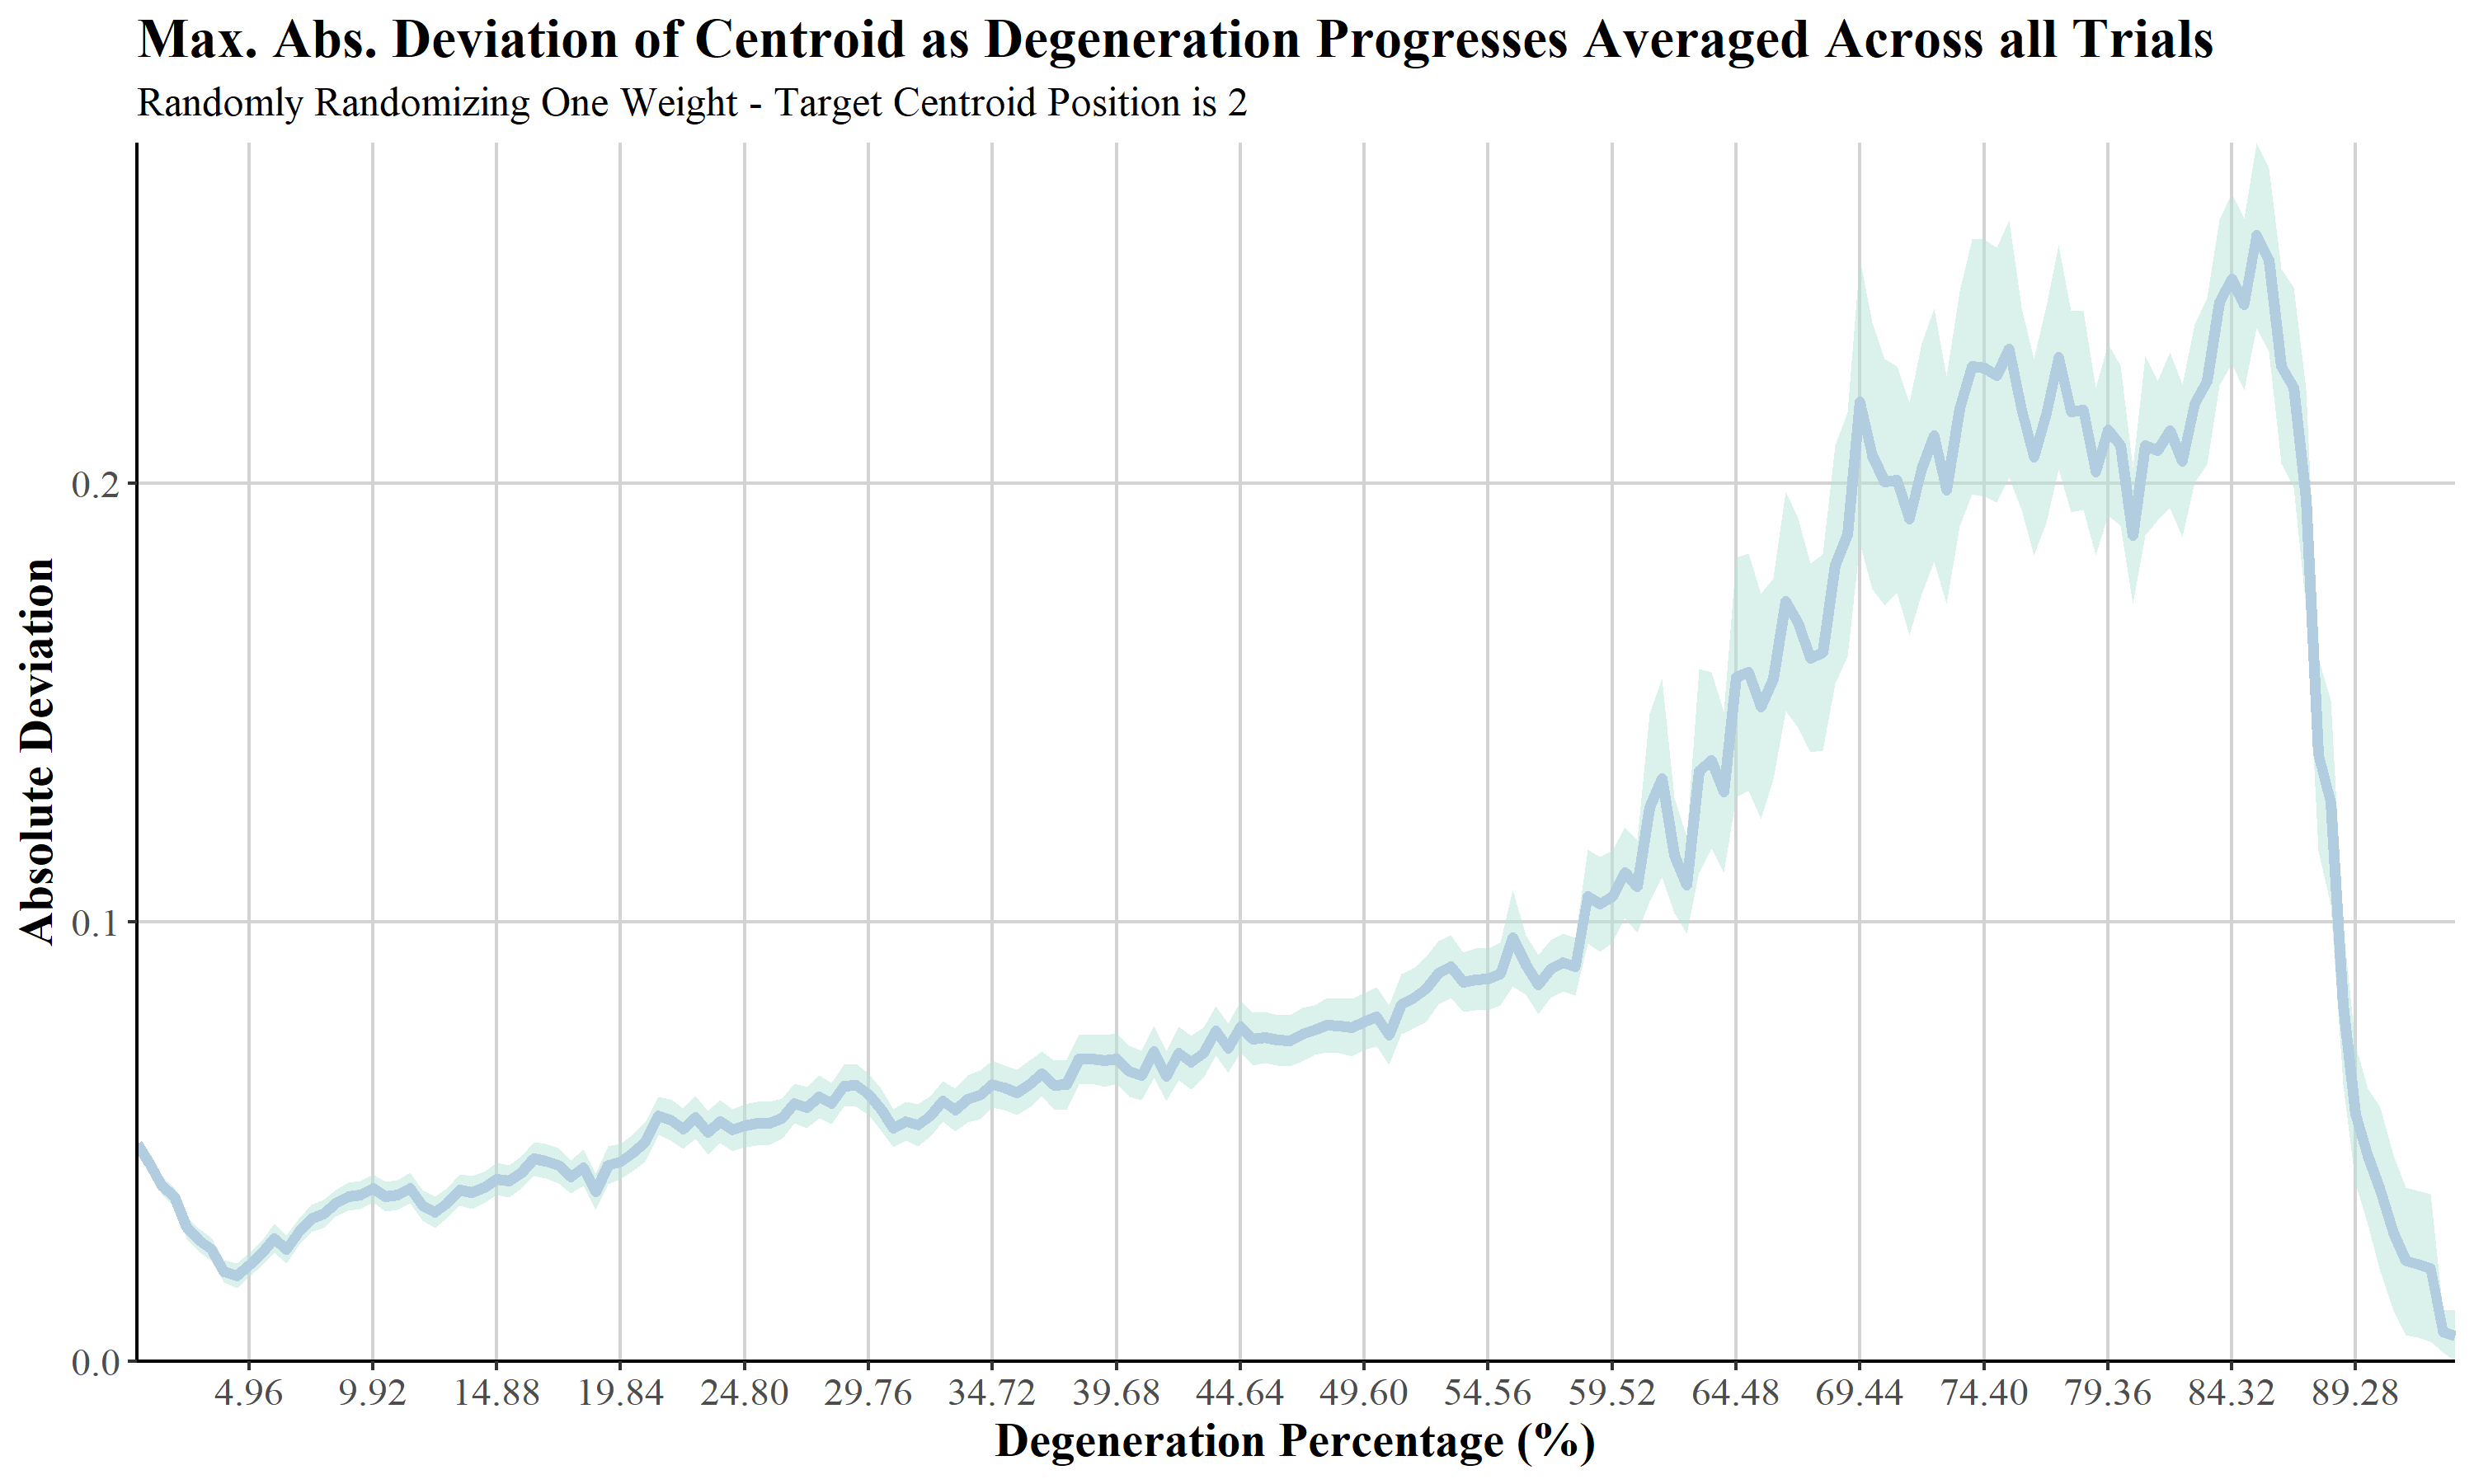 Max. Abs. Deviation of Centroid as Degeneration Progresses Averaged Across all Trials
Randomly Randomizing One Weight - Target Centroid Position is 2
Absolute Deviation
0.2
0.1
0.0
4.96 9.92 14.88 19.84 24.80 29.76 34.72 39.68 44.64 49.60 54.56 59.52 64.48 69.44 74.40 79.36 84.32 89.28
Degeneration Percentage (%)